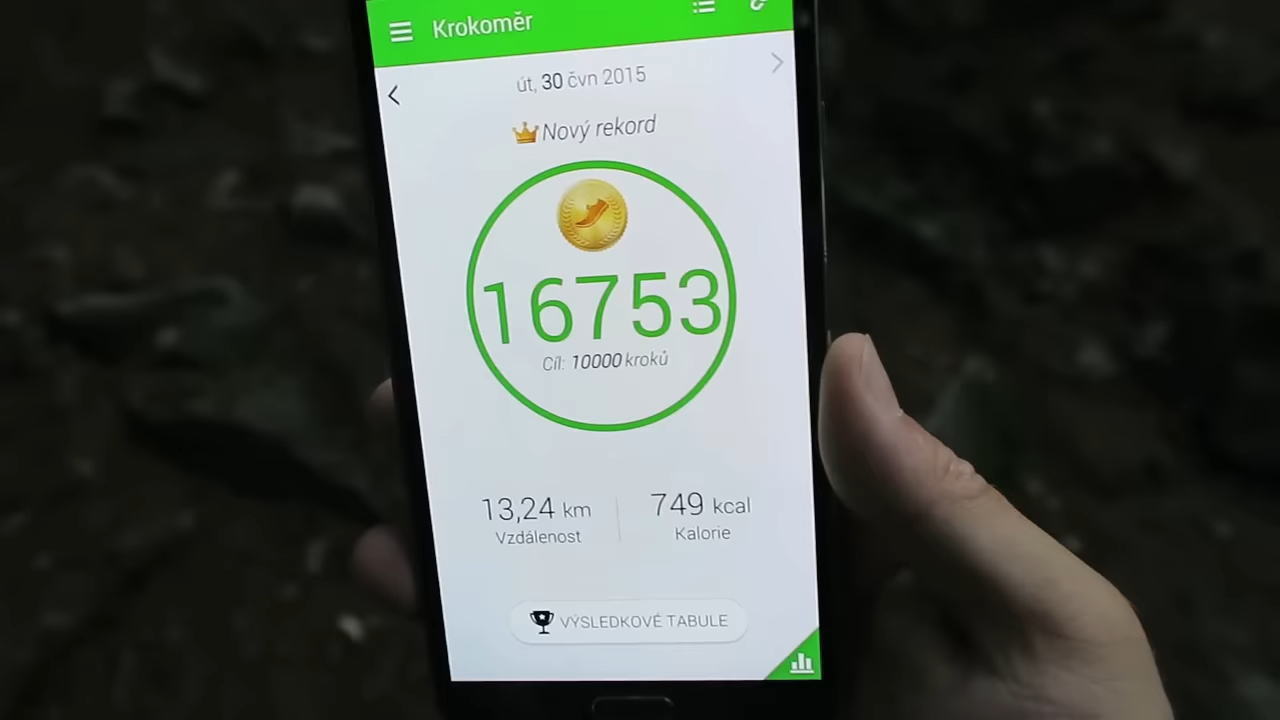 Krokoměr
út, 30 čvn 2015
Nový rekord
16753
Cíl: 10000 kroků
13,24 km
Vzdálenost
749 kcal
Kalorie
VÝSLEDKOVÉ TABULE